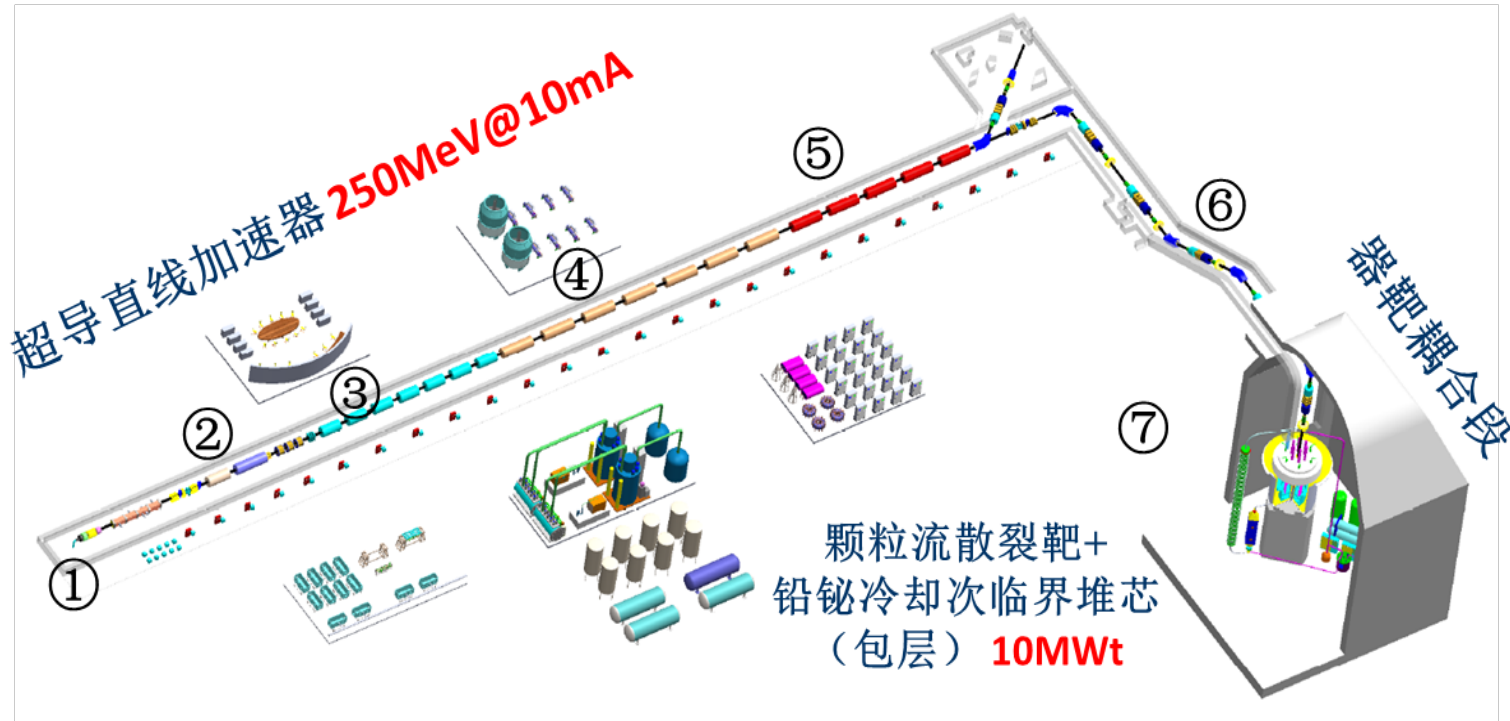 超导直线加速器 250MeV@10mA
①
②
③
④
⑤
⑥
⑦
器靶耦合段
颗粒流散裂靶+
铅铋冷却次临界堆芯
（包层） 10MWt